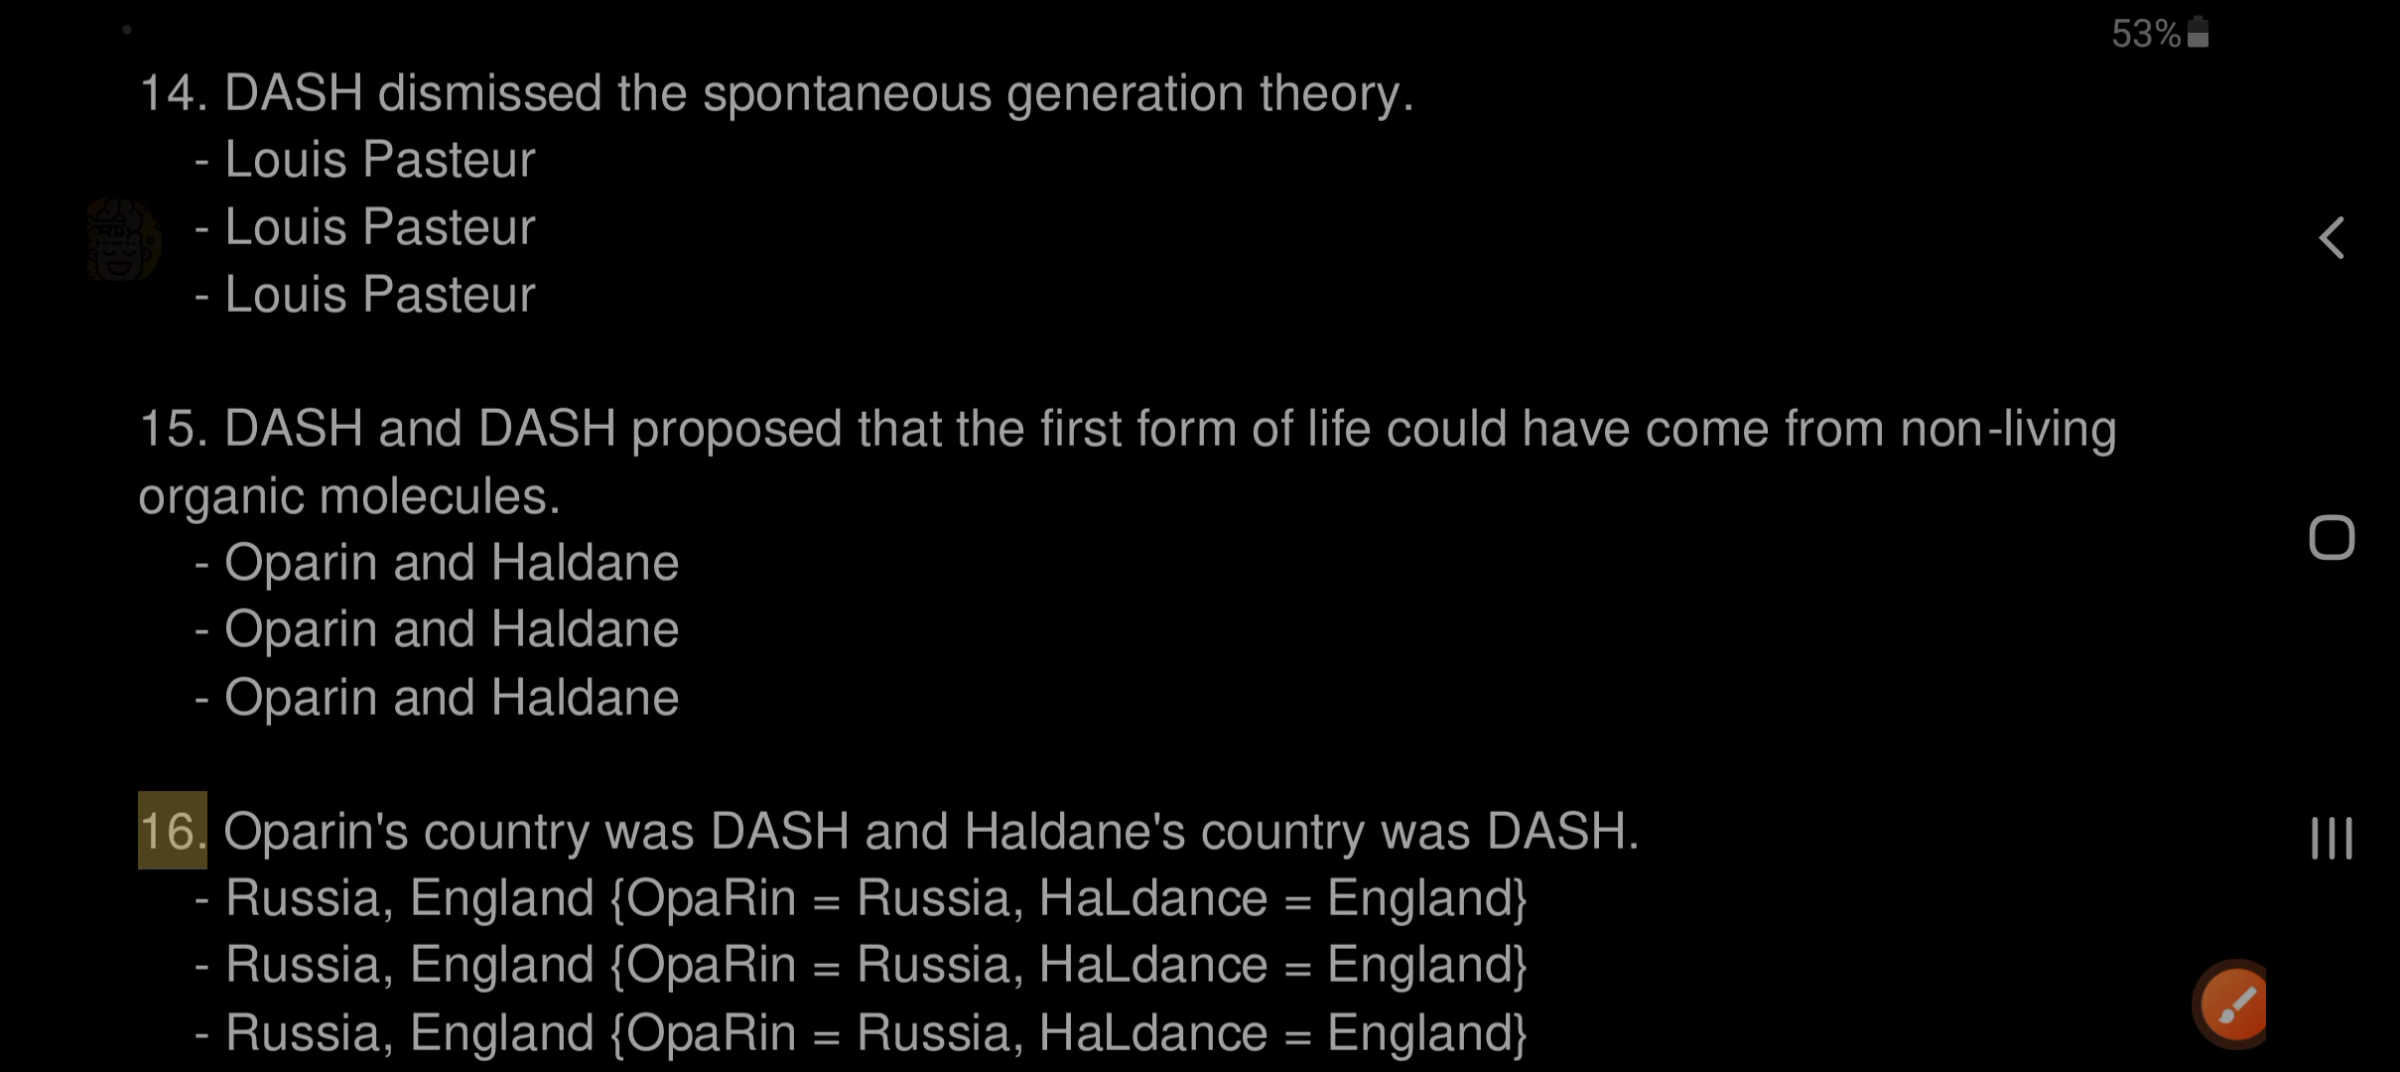 53%
14. DASH dismissed the spontaneous generation theory.
- Louis Pasteur
- Louis Pasteur
- Louis Pasteur
15. DASH and DASH proposed that the first form of life could have come from non-living
organic molecules.
- Oparin and Haldane
- Oparin and Haldane
- Oparin and Haldane
16. Oparin's country was DASH and Haldane's country was DASH.
- Russia, England {OpaRin = Russia, HaLdance = England}
- Russia, England {OpaRin = Russia, HaLdance = England}
- Russia, England {OpaRin = Russia, HaLdance = England}